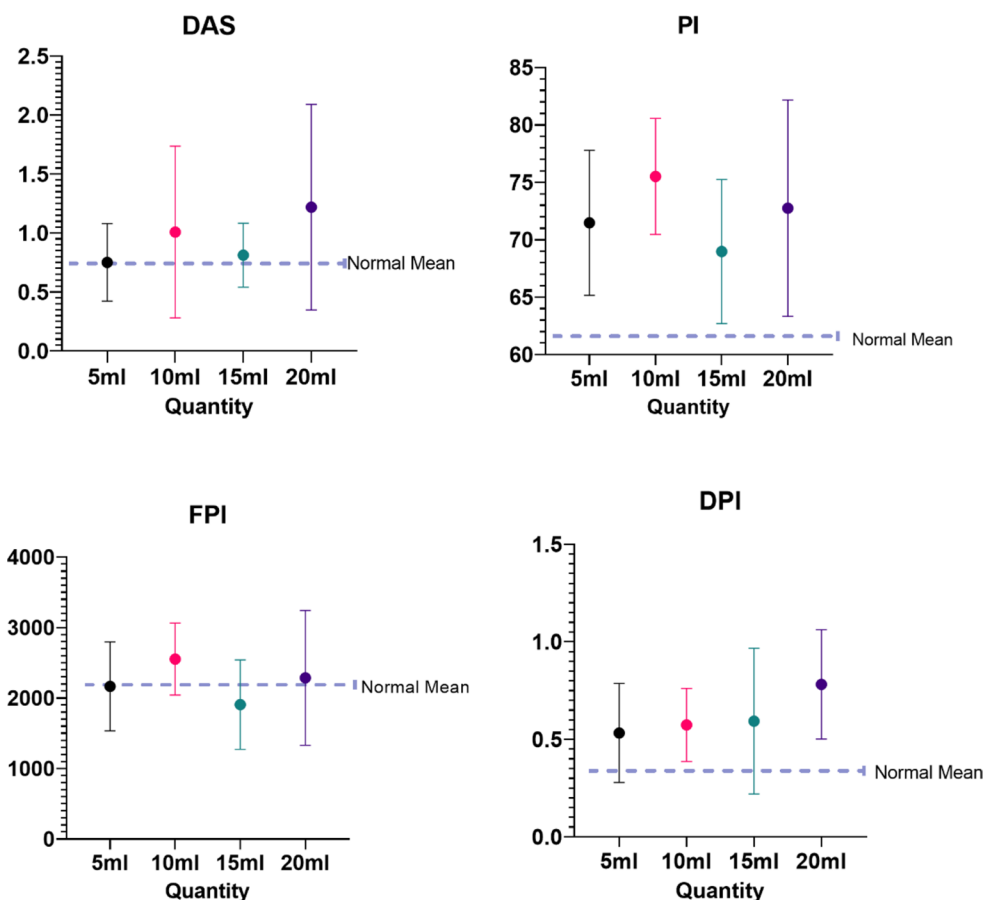 DAS
2.5
2.0
1.5
1.0
0.5
0.0
Normal Mean
5ml 10ml 15ml 20ml
Quantity
PI
85
80
75
70
65
60
Normal Mean
5ml 10ml 15ml 20ml
Quantity
FPI
4000
3000
2000
1000
0
Normal Mean
5ml 10ml 15ml 20ml
Quantity
DPI
1.5
1.0
0.5
0.0
Normal Mean
5ml 10ml 15ml 20ml
Quantity